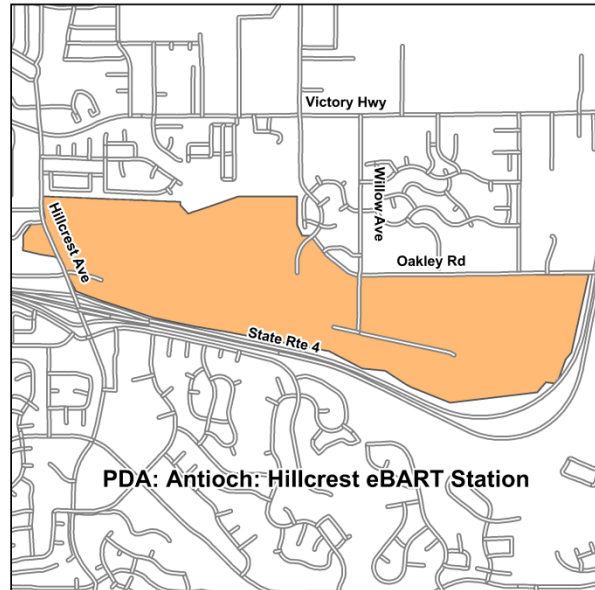 Victory Hwy
Willow Ave
Hillcrest Ave
Oakley Rd
State Rte 4
PDA: Antioch: Hillcrest eBART Station